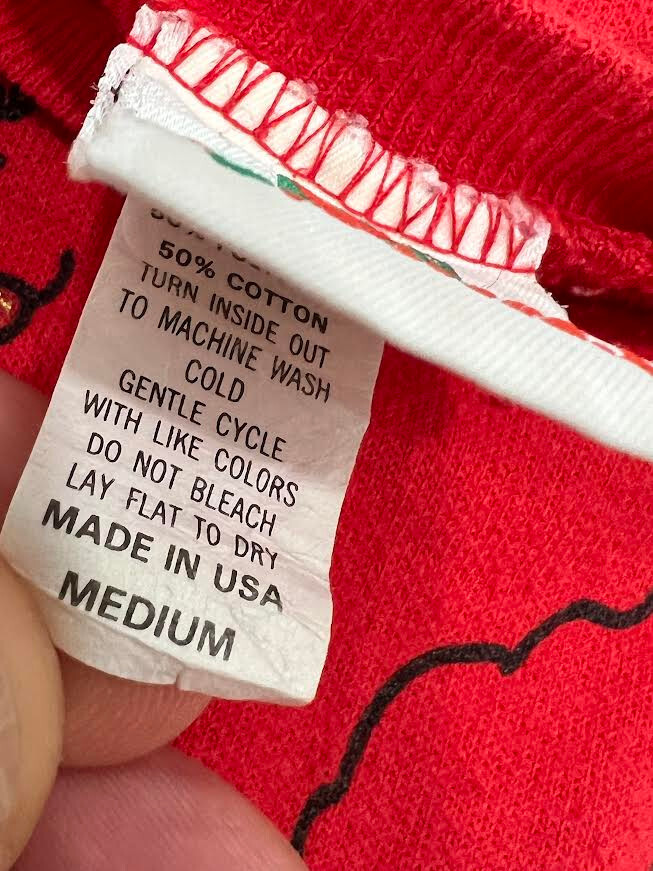 50% COTTON
TURN INSIDE OUT
TO MACHINE WASH
COLD
GENTLE CYCLE
WITH LIKE COLORS
DO NOT BLEACH
LAY FLAT TO DRY
MADE IN USA
MEDIUM